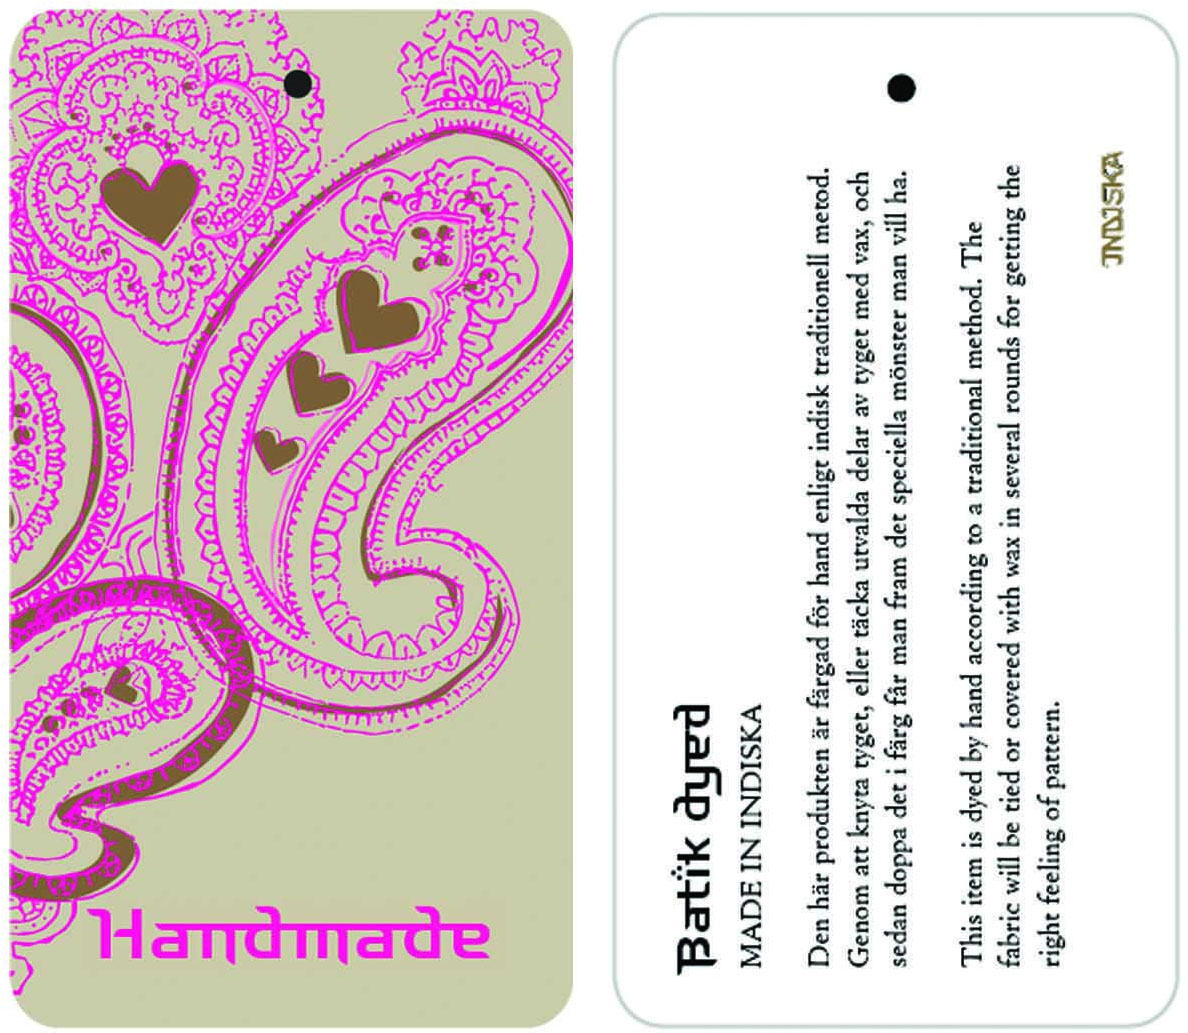 Handmade
Batïk dyed
MADE IN INDISKA
Den här produkten är färgad för hand enligt indisk traditionell metod.
Genom att knyta tyget, eller täcka utvalda delar av tyget med vax, och
sedan doppa det i färg får man fram det speciella mönster man vill ha.
This item is dyed by hand according to a traditional method. The
fabric will be tied or covered with wax in several rounds for getting the
right feeling of pattern.
INDISKA